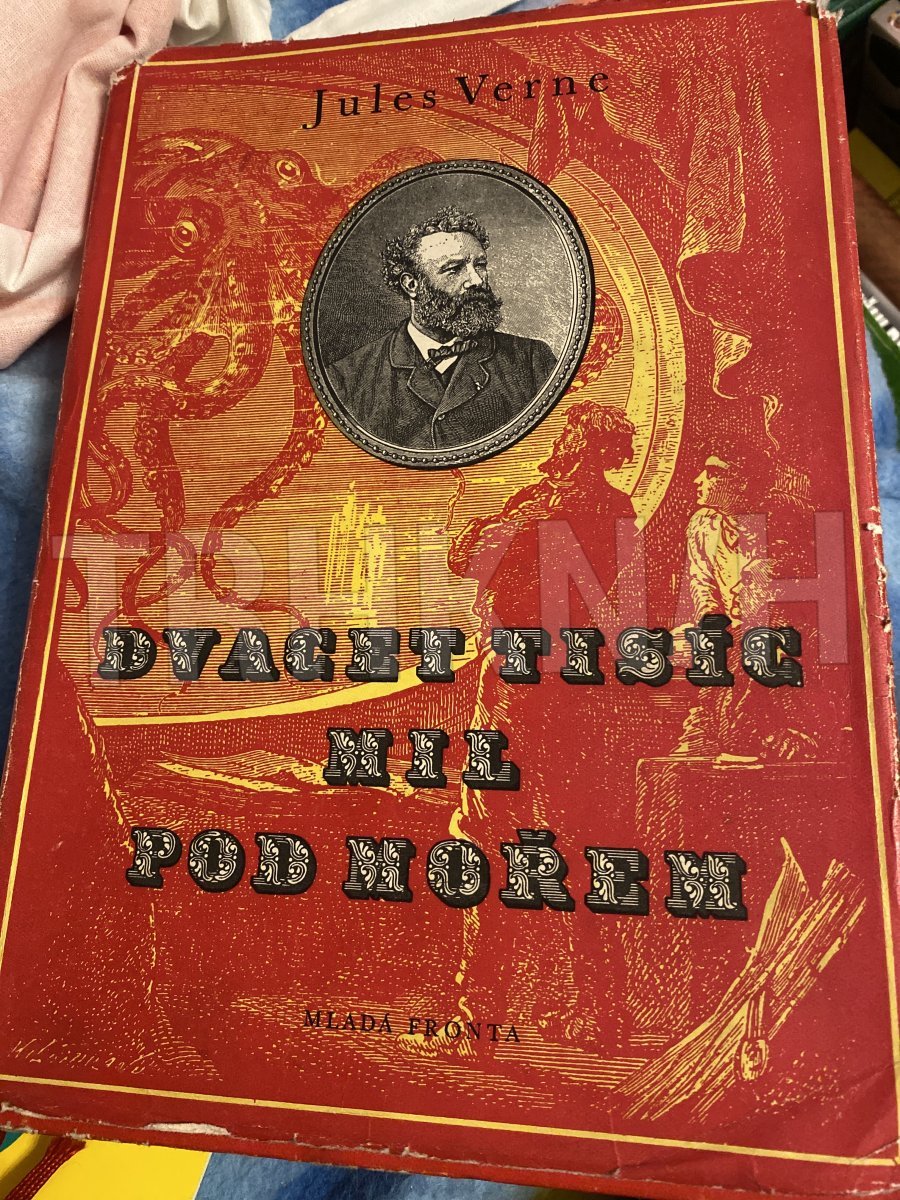 Jules Verne
DVACET TISÍC
MIL
POD MOŘEM
MLADÁ FRONTA